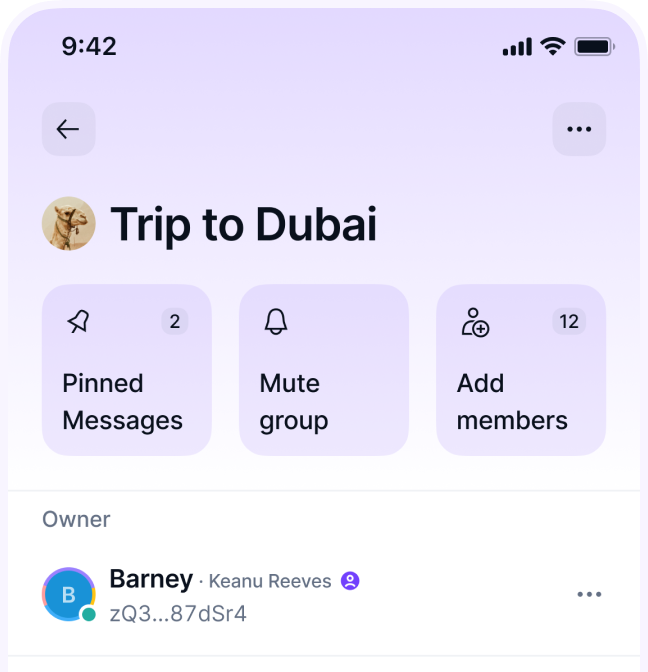 9:42
Trip to Dubai
2
12
Pinned
Messages
Mute
group
Add
members
Owner
B
Barney · Keanu Reeves
zQ3...87dSr4